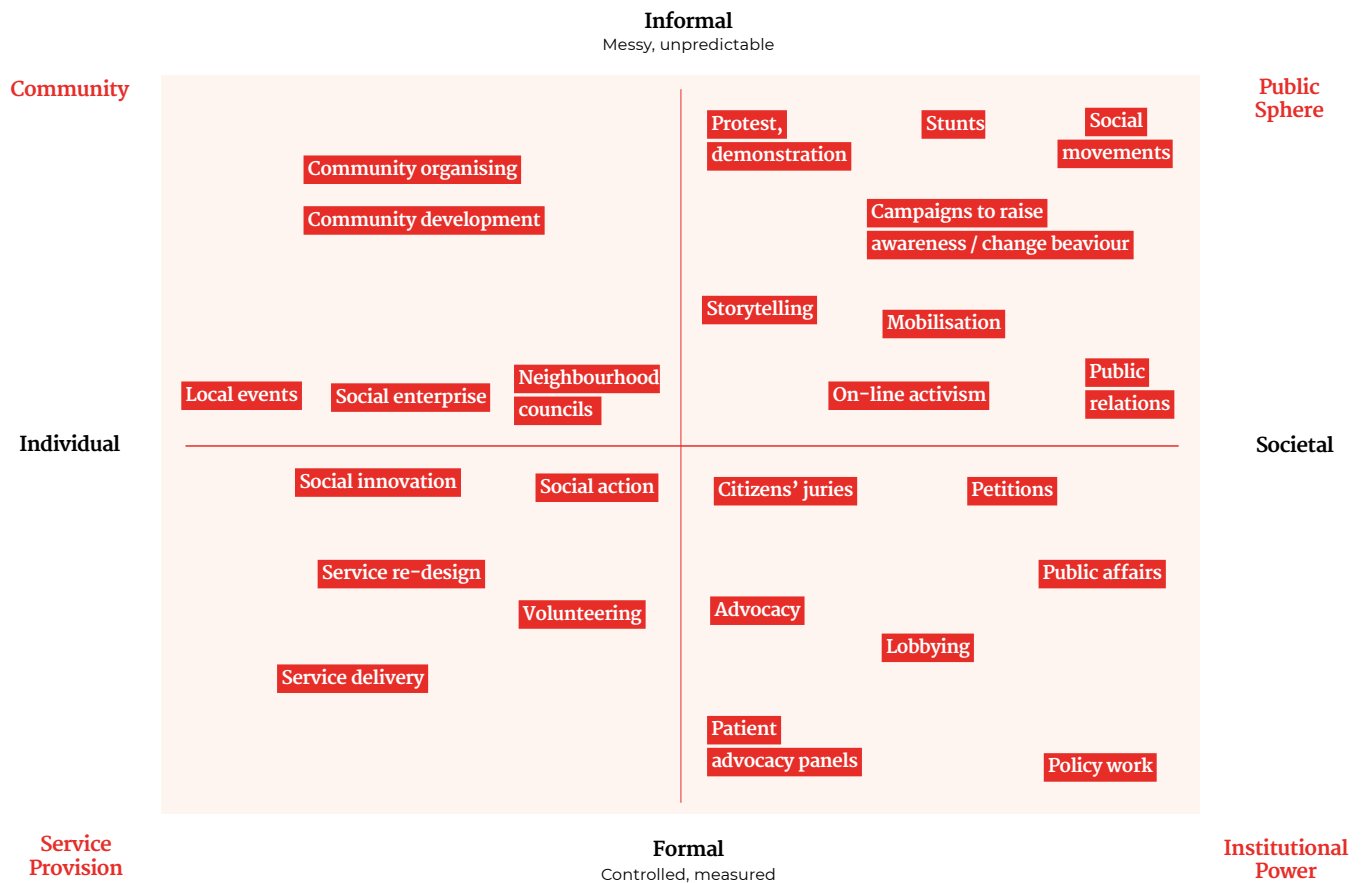 Informal
Messy, unpredictable
Community
Public
Sphere
Protest,
demonstration
Stunts
Social
movements
Community organising
Community development
Campaigns to raise
awareness / change beaviour
Storytelling
Mobilisation
Local events
Social enterprise
Neighbourhood
councils
On-line activism
Public
relations
Individual
Societal
Social innovation
Social action
Citizens’ juries
Petitions
Service re-design
Public affairs
Volunteering
Advocacy
Lobbying
Service delivery
Patient
advocacy panels
Policy work
Service
Provision
Formal
Controlled, measured
Institutional
Power